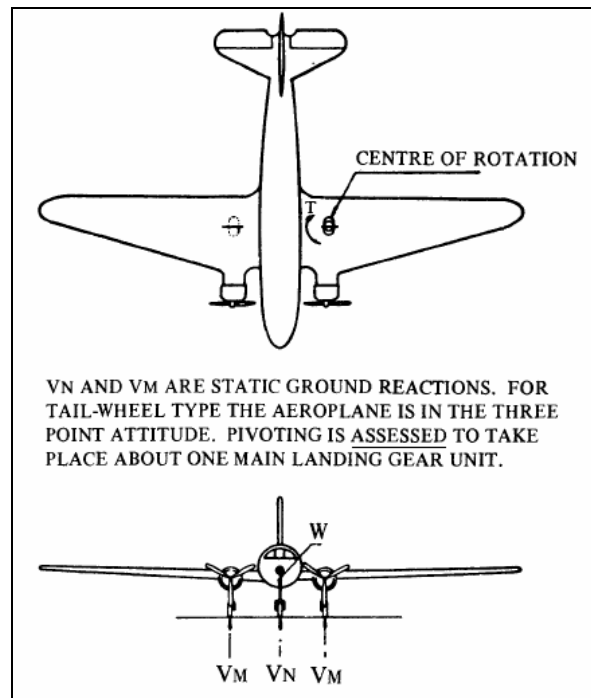 CENTRE OF ROTATION
T
VN AND VM ARE STATIC GROUND REACTIONS. FOR
TAIL-WHEEL TYPE THE AEROPLANE IS IN THE THREE
POINT ATTITUDE. PIVOTING IS ASSESSED TO TAKE
PLACE ABOUT ONE MAIN LANDING GEAR UNIT.
W
VM VN VM